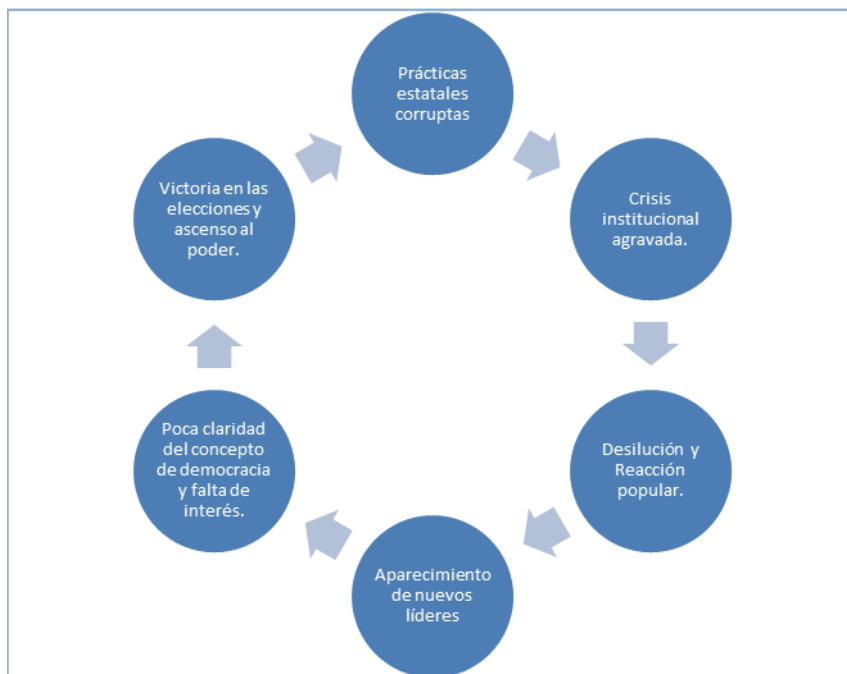 Prácticas
estatales
corruptas
Crisis
institucional
agravada.
Desilución y
Reacción
popular.
Aparecimiento
de nuevos
líderes
Poca claridad
del concepto
de democracia
y falta de
interés.
Victoria en las
elecciones y
ascenso al
poder.